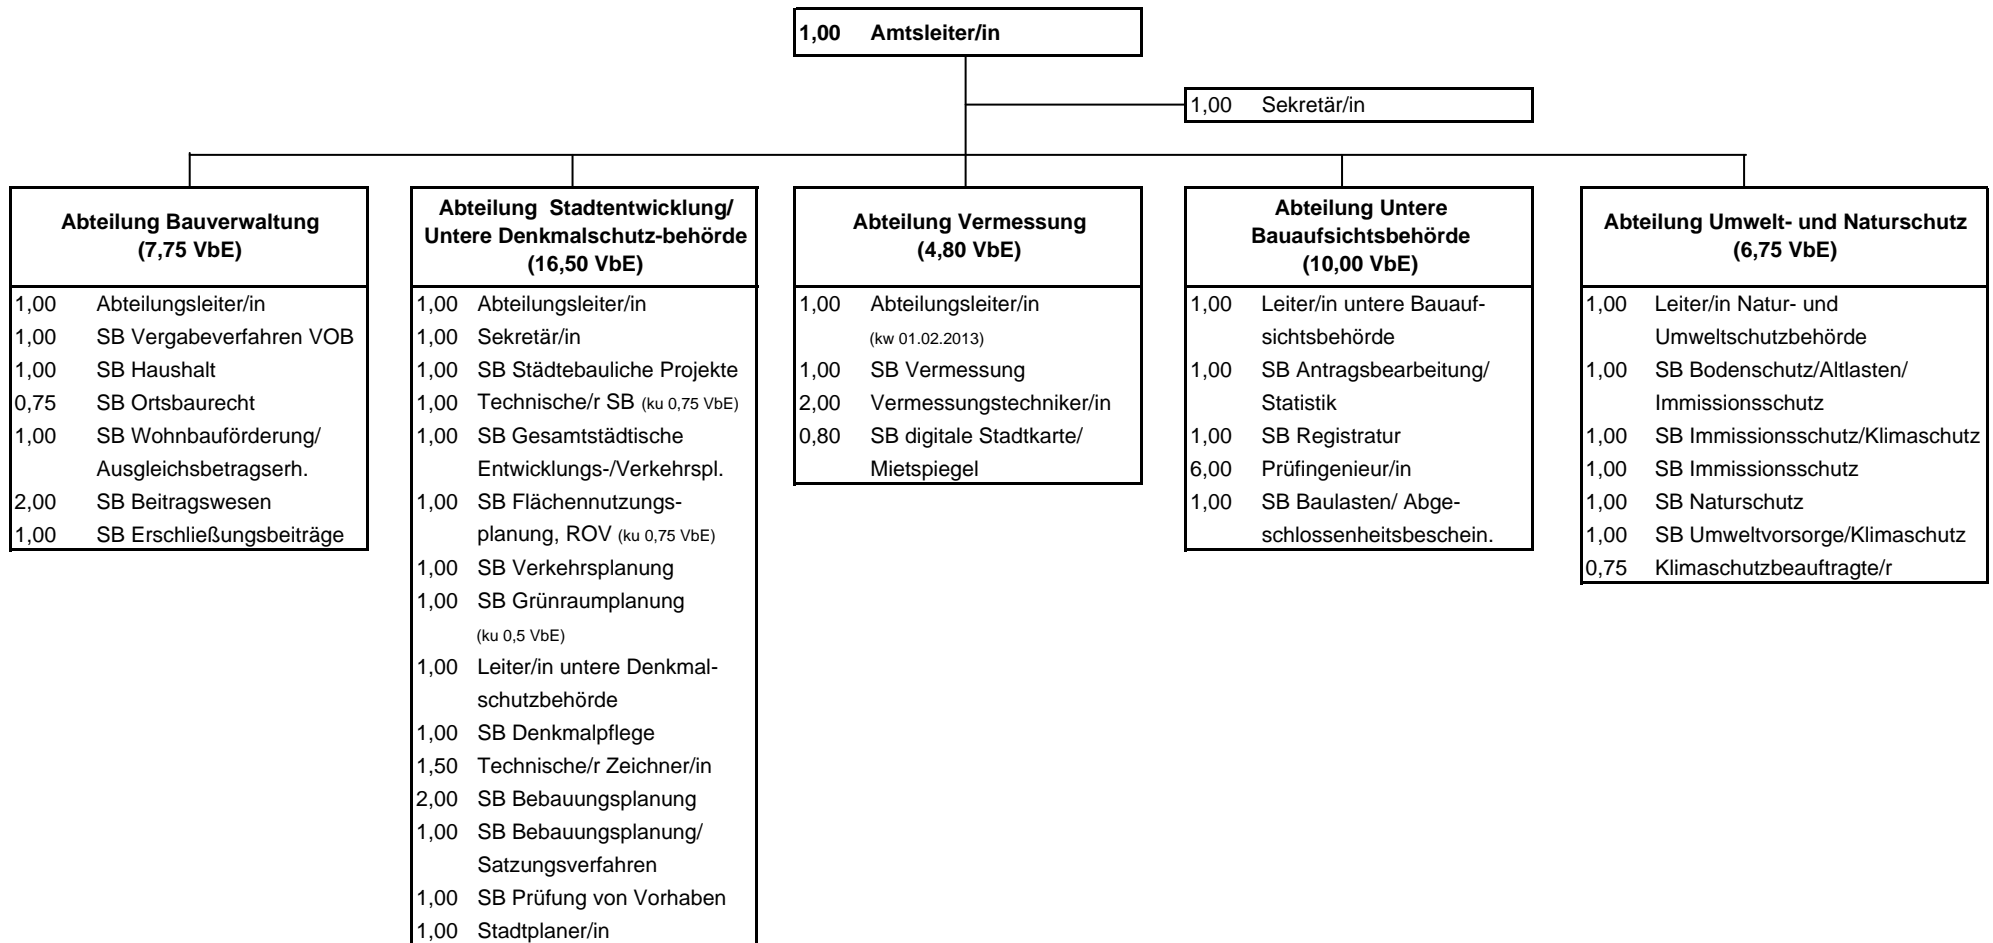 1,00 Amtsleiter/in
1,00 Sekretär/in
Abteilung Bauverwaltung
(7,75 VbE)
1,00 Abteilungsleiter/in
1,00 SB Vergabeverfahren VOB
1,00 SB Haushalt
0,75 SB Ortsbaurecht
1,00 SB Wohnbauförderung/
Ausgleichsbetragserh.
2,00 SB Beitragswesen
1,00 SB Erschließungsbeiträge
Abteilung Stadtentwicklung/
Untere Denkmalschutz-behörde
(16,50 VbE)
1,00 Abteilungsleiter/in
1,00 Sekretär/in
1,00 SB Städtebauliche Projekte
1,00 Technische/r SB (ku 0,75 VbE)
1,00 SB Gesamtstädtische
Entwicklungs-/Verkehrspl.
1,00 SB Flächennutzungs-
planung, ROV (ku 0,75 VbE)
1,00 SB Verkehrsplanung
1,00 SB Grünraumplanung
(ku 0,5 VbE)
1,00 Leiter/in untere Denkmal-
schutzbehörde
1,00 SB Denkmalpflege
1,50 Technische/r Zeichner/in
2,00 SB Bebauungsplanung
1,00 SB Bebauungsplanung/
Satzungsverfahren
1,00 SB Prüfung von Vorhaben
1,00 Stadtplaner/in
Abteilung Vermessung
(4,80 VbE)
1,00 Abteilungsleiter/in
(kw 01.02.2013)
1,00 SB Vermessung
2,00 Vermessungstechniker/in
0,80 SB digitale Stadtkarte/
Mietspiegel
Abteilung Untere
Bauaufsichtsbehörde
(10,00 VbE)
1,00 Leiter/in untere Bauauf-
sichtsbehörde
1,00 SB Antragsbearbeitung/
Statistik
1,00 SB Registratur
6,00 Prüfingenieur/in
1,00 SB Baulasten/ Abge-
schlossenheitsbeschein.
Abteilung Umwelt- und Naturschutz
(6,75 VbE)
1,00 Leiter/in Natur- und
Umweltschutzbehörde
1,00 SB Bodenschutz/Altlasten/
Immissionsschutz
1,00 SB Immissionsschutz/Klimaschutz
1,00 SB Immissionsschutz
1,00 SB Naturschutz
1,00 SB Umweltvorsorge/Klimaschutz
0,75 Klimaschutzbeauftragte/r